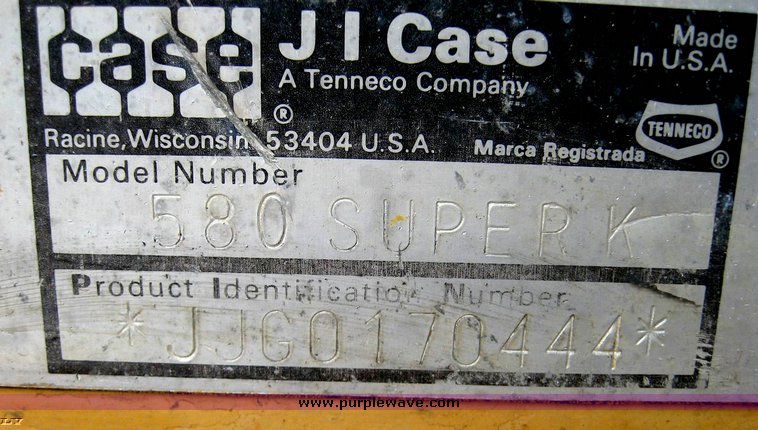 case
J I Case
A Tenneco Company
Made
In U.S.A.
®
Racine, Wisconsin 53404 U.S.A.
Marca Registrada
TENNECO
®
Model Number
580 SUPER K
Product Identification Number
*JJG0170444*
www.purplewave.com